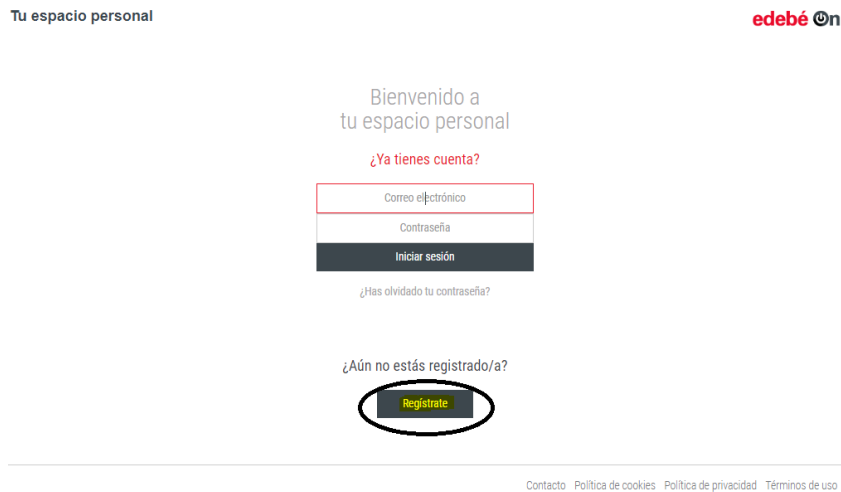 Tu espacio personal
edebé On
Bienvenido a
tu espacio personal
¿Ya tienes cuenta?
Correo electrónico
Contraseña
Iniciar sesión
¿Has olvidado tu contraseña?
¿Aún no estás registrado/a?
Regístrate
Contacto Política de cookies Política de privacidad Términos de uso